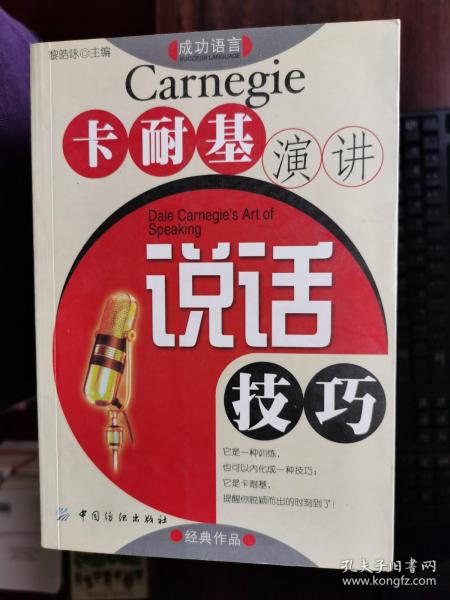 成功语言
SUCCESS LANGUAGE
黎皓咏◎主编
Carnegie
卡耐基演讲
Dale Carnegie's Art of
Speaking
说话
技巧
它是一种训练，
也可以内化成一种技巧；
它是卡耐基，
提醒你脱颖而出的时刻到了！
中国纺织出版社
经典作品
孔夫子旧书网
www.kongfz.com